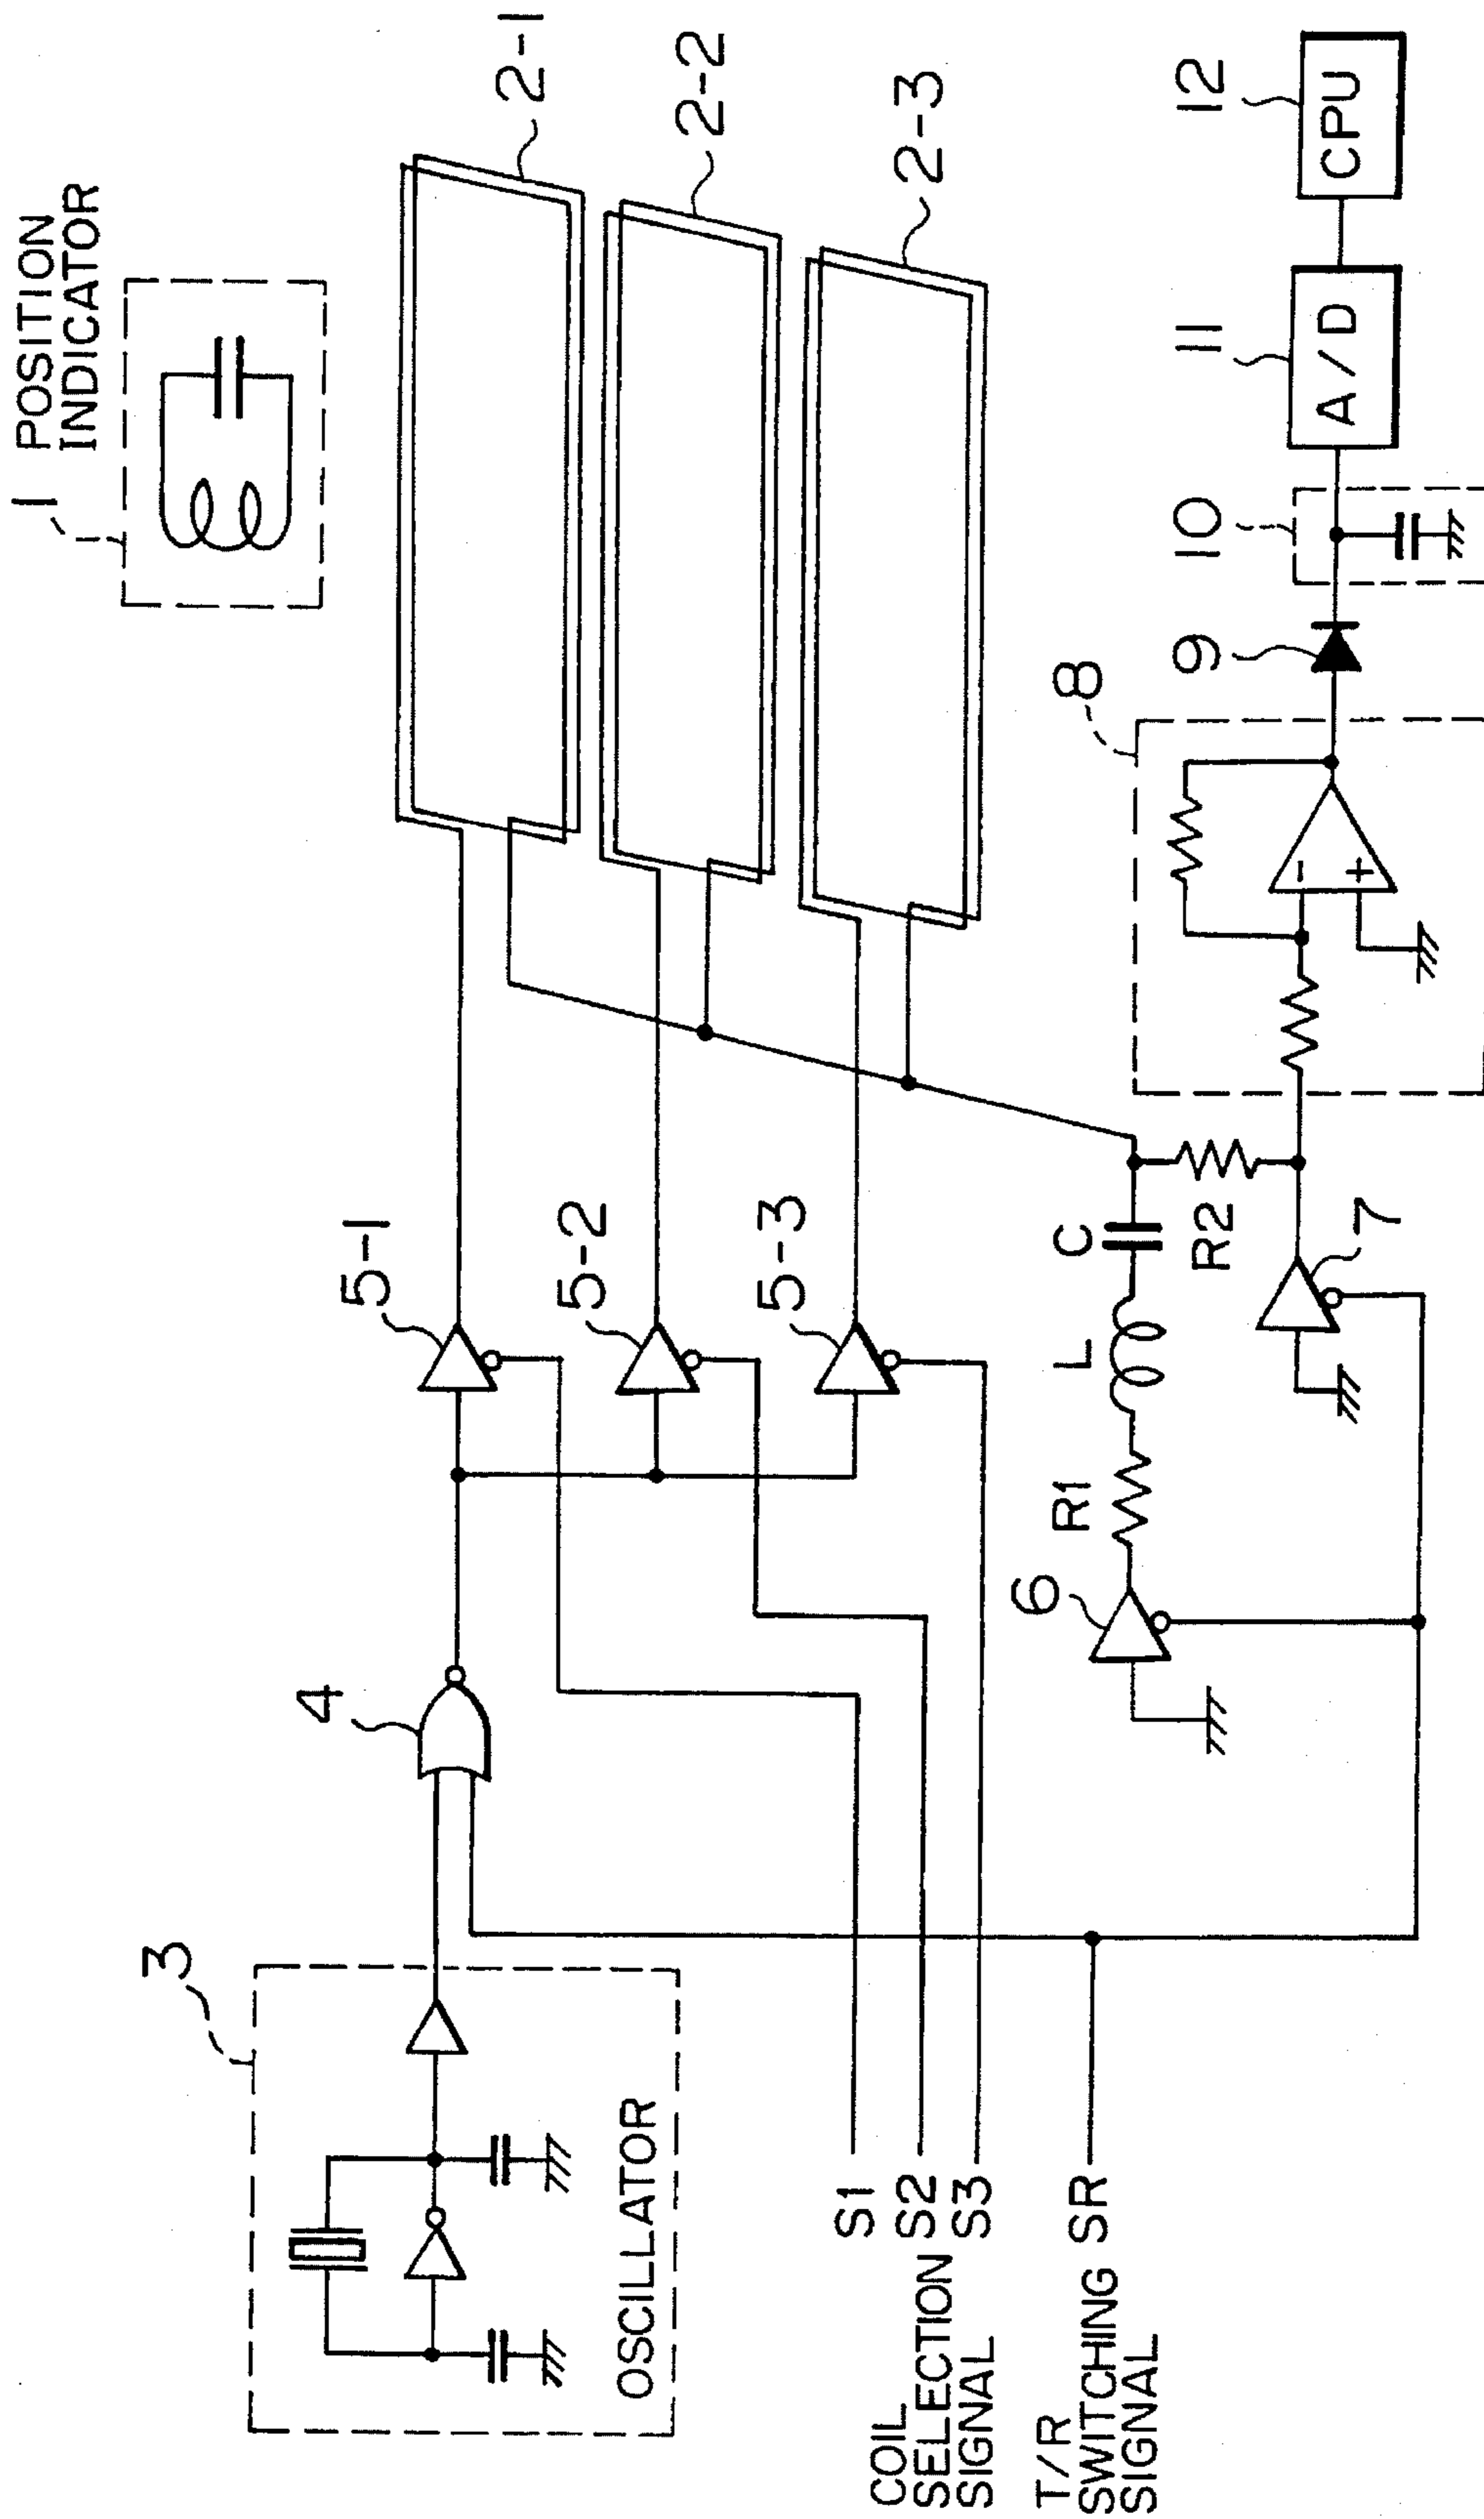 1 POSITION
INDICATOR
2-1
2-2
2-3
3
OSCILLATOR
4
5-1
5-2
5-3
COIL
SELECTION
SIGNAL
S1
S2
S3
T/R
SWITCHING
SIGNAL
SR
6
R1
L
C
R2
7
8
-
+
9
10
11
A/D
12
CPU